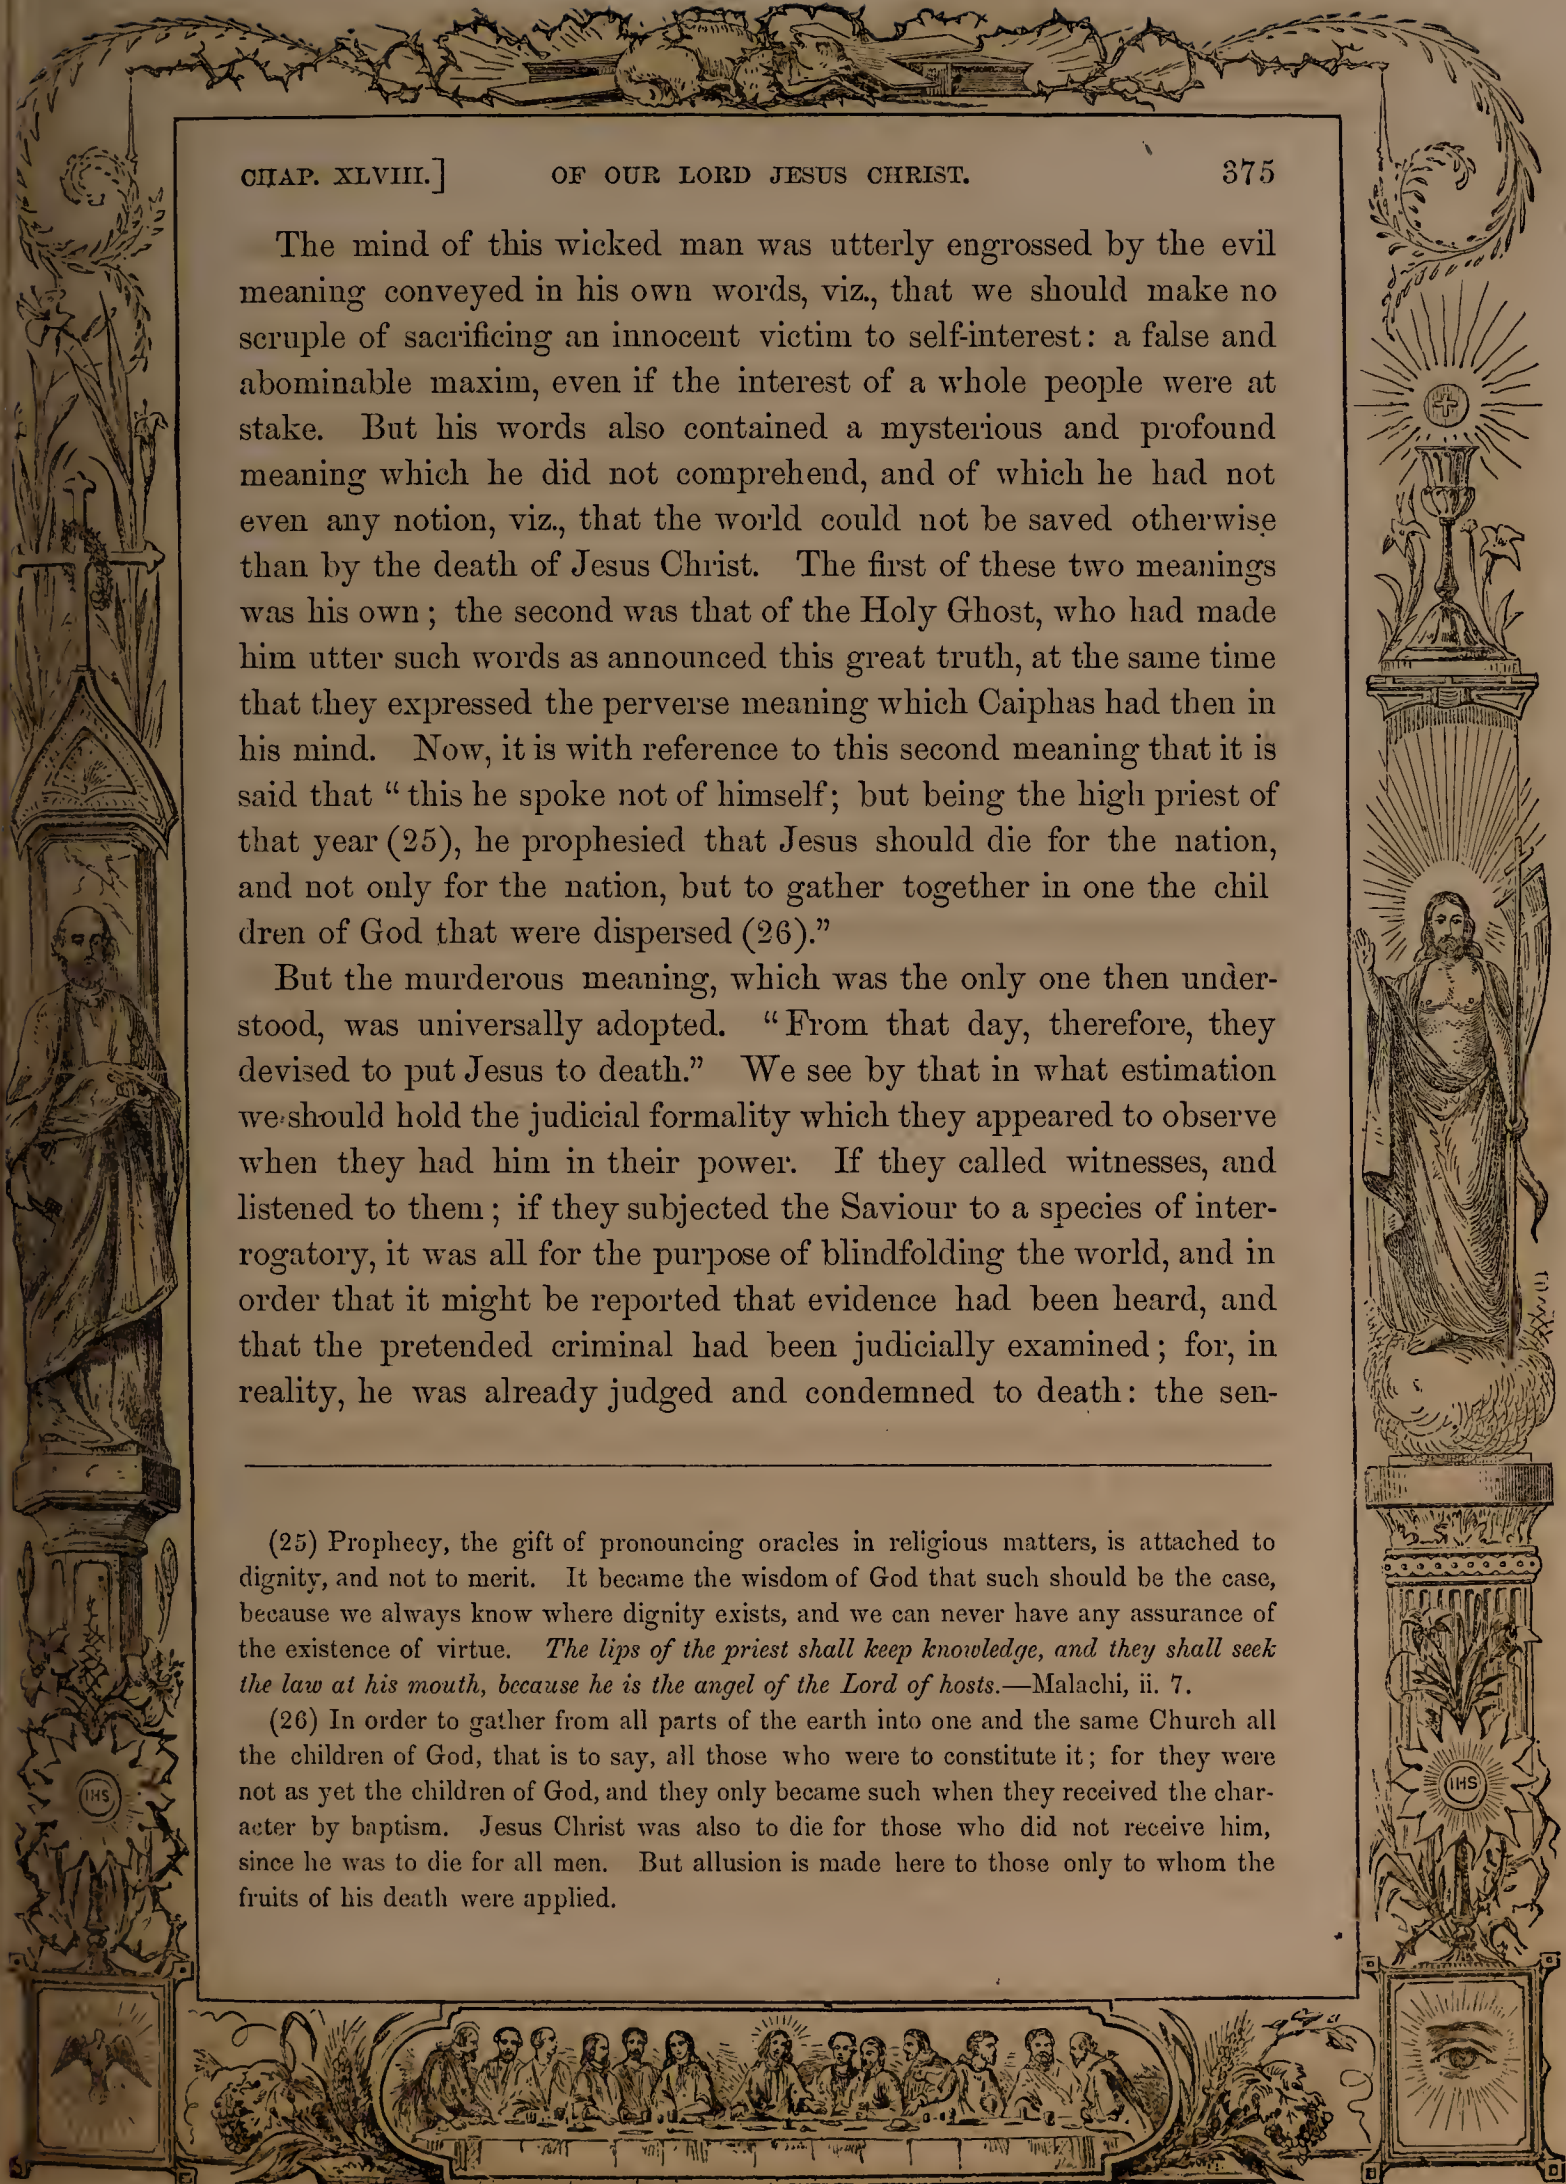 CHAP. XLVIII.] OF OUR LORD JESUS CHRIST. 375
The mind of this wicked man was utterly engrossed by the evil
meaning conveyed in his own words, viz., that we should make no
scruple of sacrificing an innocent victim to self-interest: a false and
abominable maxim, even if the interest of a whole people were at
stake. But his words also contained a mysterious and profound
meaning which he did not comprehend, and of which he had not
even any notion, viz., that the world could not be saved otherwise
than by the death of Jesus Christ. The first of these two meanings
was his own; the second was that of the Holy Ghost, who had made
him utter such words as announced this great truth, at the same time
that they expressed the perverse meaning which Caiphas had then in
his mind. Now, it is with reference to this second meaning that it is
said that "this he spoke not of himself; but being the high priest of
that year (25), he prophesied that Jesus should die for the nation,
and not only for the nation, but to gather together in one the chil
dren of God that were dispersed (26)."
But the murderous meaning, which was the only one then under-
stood, was universally adopted. "From that day, therefore, they
devised to put Jesus to death." We see by that in what estimation
we should hold the judicial formality which they appeared to observe
when they had him in their power. If they called witnesses, and
listened to them; if they subjected the Saviour to a species of inter-
rogatory, it was all for the purpose of blindfolding the world, and in
order that it might be reported that evidence had been heard, and
that the pretended criminal had been judicially examined; for, in
reality, he was already judged and condemned to death: the sen-
(25) Prophecy, the gift of pronouncing oracles in religious matters, is attached to
dignity, and not to merit. It became the wisdom of God that such should be the case,
because we always know where dignity exists, and we can never have any assurance of
the existence of virtue. The lips of the priest shall keep knowledge, and they shall seek
the law at his mouth, because he is the angel of the Lord of hosts.—Malachi, ii. 7.
(26) In order to gather from all parts of the earth into one and the same Church all
the children of God, that is to say, all those who were to constitute it; for they were
not as yet the children of God, and they only became such when they received the char-
acter by baptism. Jesus Christ was also to die for those who did not receive him,
since he was to die for all men. But allusion is made here to those only to whom the
fruits of his death were applied.
IHS
IHS